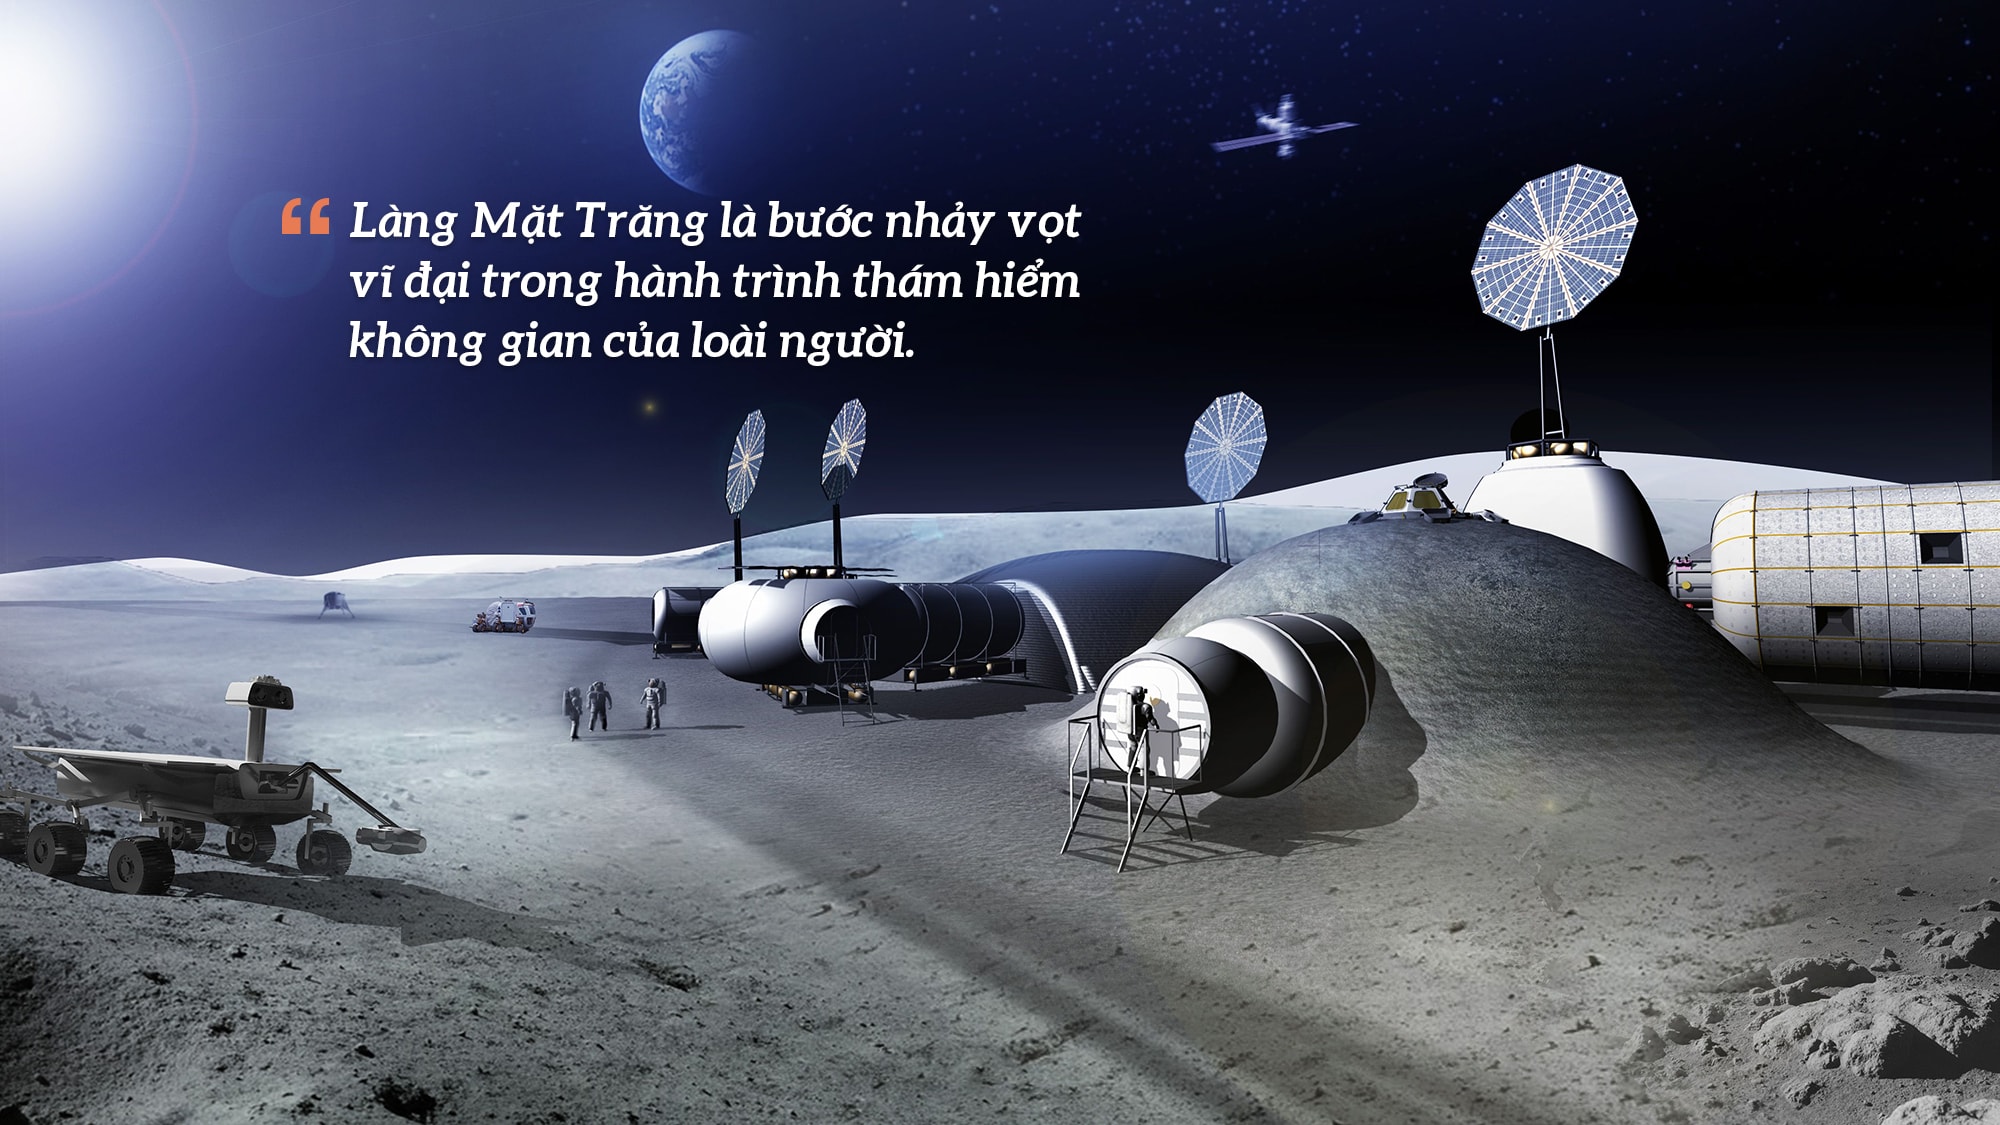 “ Làng Mặt Trăng là bước nhảy vọt
vĩ đại trong hành trình thám hiểm
không gian của loài người.